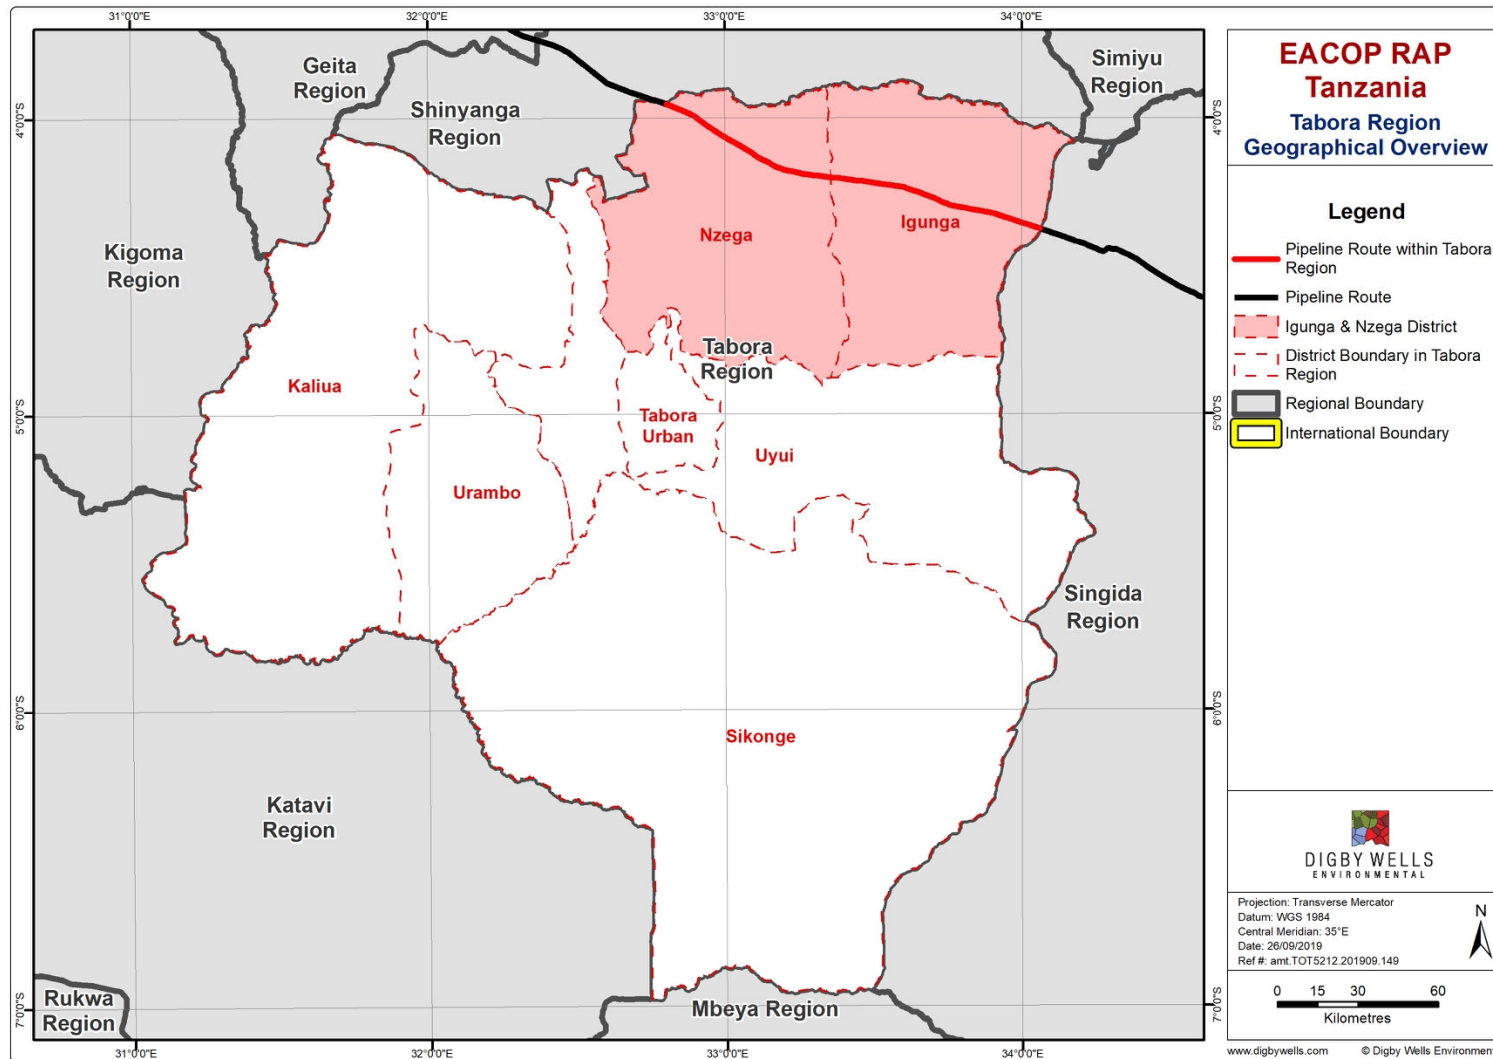 31°0'0"E
32°0'0"E
33°0'0"E
34°0'0"E
4°0'0"S
5°0'0"S
6°0'0"S
7°0'0"S
Geita
Region
Shinyanga
Region
Simiyu
Region
Kigoma
Region
Nzega
Igunga
Tabora
Region
Kaliua
Tabora
Urban
Uyui
Urambo
Singida
Region
Sikonge
Katavi
Region
Rukwa
Region
Mbeya Region
4°0'0"S
5°0'0"S
6°0'0"S
7°0'0"S
31°0'0"E
32°0'0"E
33°0'0"E
34°0'0"E
EACOP RAP
Tanzania
Tabora Region
Geographical Overview
Legend
Pipeline Route within Tabora
Region
Pipeline Route
Igunga & Nzega District
District Boundary in Tabora
Region
Regional Boundary
International Boundary
DIGBY WELLS
ENVIRONMENTAL
Projection: Transverse Mercator
Datum: WGS 1984
Central Meridian: 35°E
Date: 26/09/2019
Ref #: amt.TOT5212.201909.149
N
0 15 30 60
Kilometres
www.digbywells.com © Digby Wells Environment